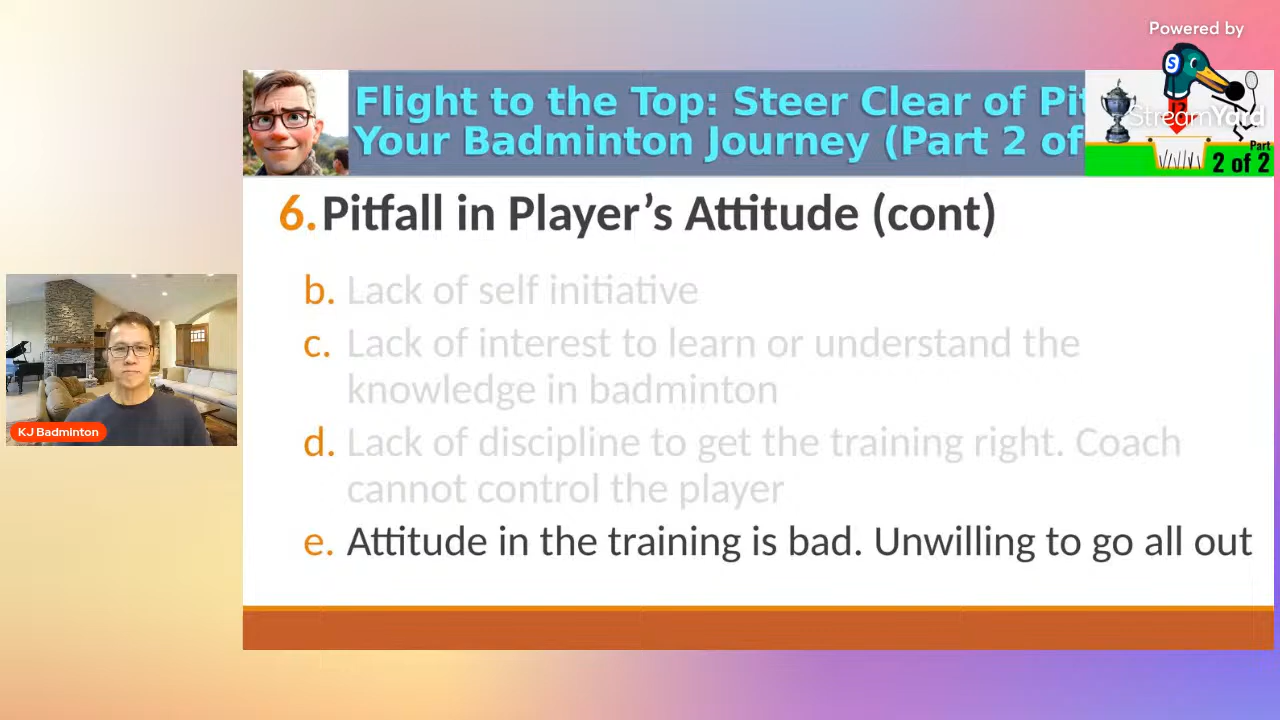 Powered by
StreamYard
Flight to the Top: Steer Clear of Pit
Your Badminton Journey (Part 2 of
Part
2 of 2
6. Pitfall in Player’s Attitude (cont)
b. Lack of self initiative
c. Lack of interest to learn or understand the
knowledge in badminton
d. Lack of discipline to get the training right. Coach
cannot control the player
e. Attitude in the training is bad. Unwilling to go all out
KJ Badminton